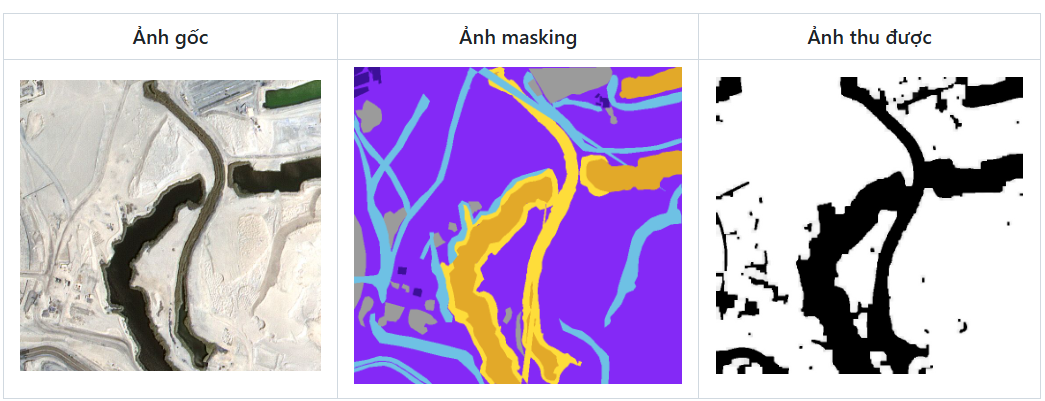 Ảnh gốc
Ảnh masking
Ảnh thu được